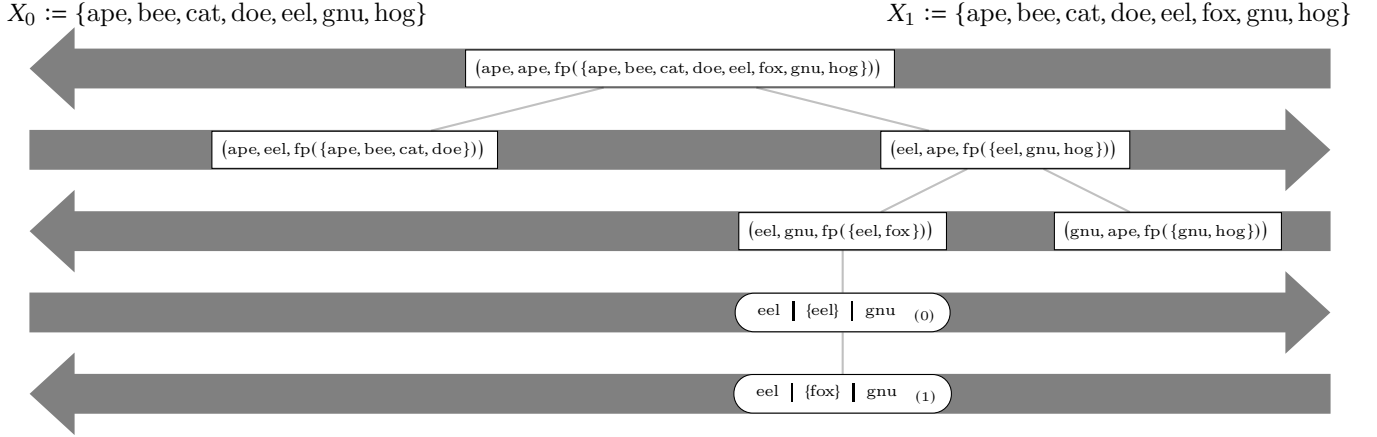 X₀ := {ape, bee, cat, doe, eel, gnu, hog}
X₁ := {ape, bee, cat, doe, eel, fox, gnu, hog}
(ape, ape, fp({ape, bee, cat, doe, eel, fox, gnu, hog}))
(ape, eel, fp({ape, bee, cat, doe}))
(eel, ape, fp({eel, gnu, hog}))
(eel, gnu, fp({eel, fox}))
(gnu, ape, fp({gnu, hog}))
eel | {eel} | gnu (0)
eel | {fox} | gnu (1)